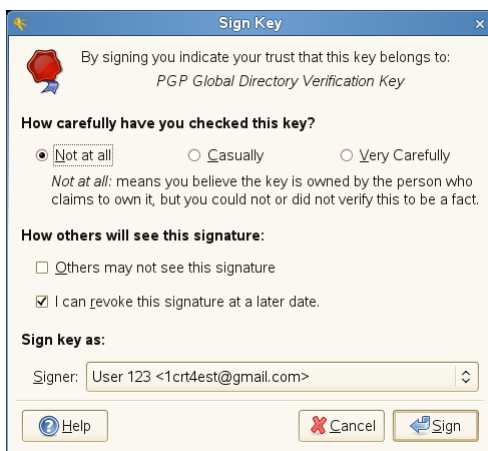 Sign Key
By signing you indicate your trust that this key belongs to:
PGP Global Directory Verification Key
How carefully have you checked this key?
Not at all Casually Very Carefully
Not at all: means you believe the key is owned by the person who
claims to own it, but you could not or did not verify this to be a fact.
How others will see this signature:
Others may not see this signature
I can revoke this signature at a later date.
Sign key as:
Signer: User 123 <1crt4est@gmail.com>
Help Cancel Sign